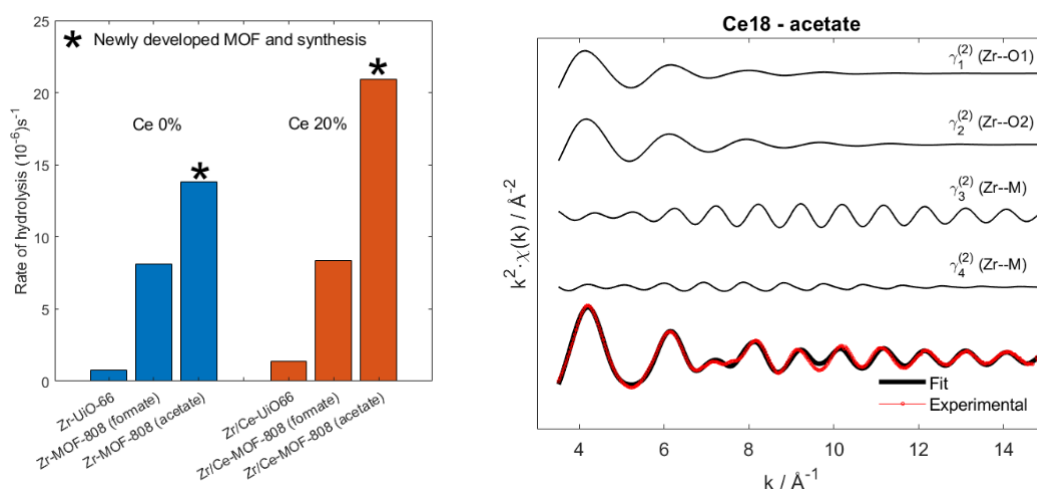 25
20
15
10
5
0
Rate of hydrolysis (10⁻⁶)s⁻¹
* Newly developed MOF and synthesis
Ce 0%
Ce 20%
*
*
Zr-UiO-66
Zr-MOF-808 (formate)
Zr-MOF-808 (acetate)
Zr/Ce-UiO66
Zr/Ce-MOF-808 (formate)
Zr/Ce-MOF-808 (acetate)
Ce18 - acetate
γ₁⁽²⁾ (Zr--O1)
γ₂⁽²⁾ (Zr--O2)
γ₃⁽²⁾ (Zr--M)
γ₄⁽²⁾ (Zr--M)
k²·χ(k) / Å⁻²
Fit
Experimental
4 6 8 10 12 14
k / Å⁻¹